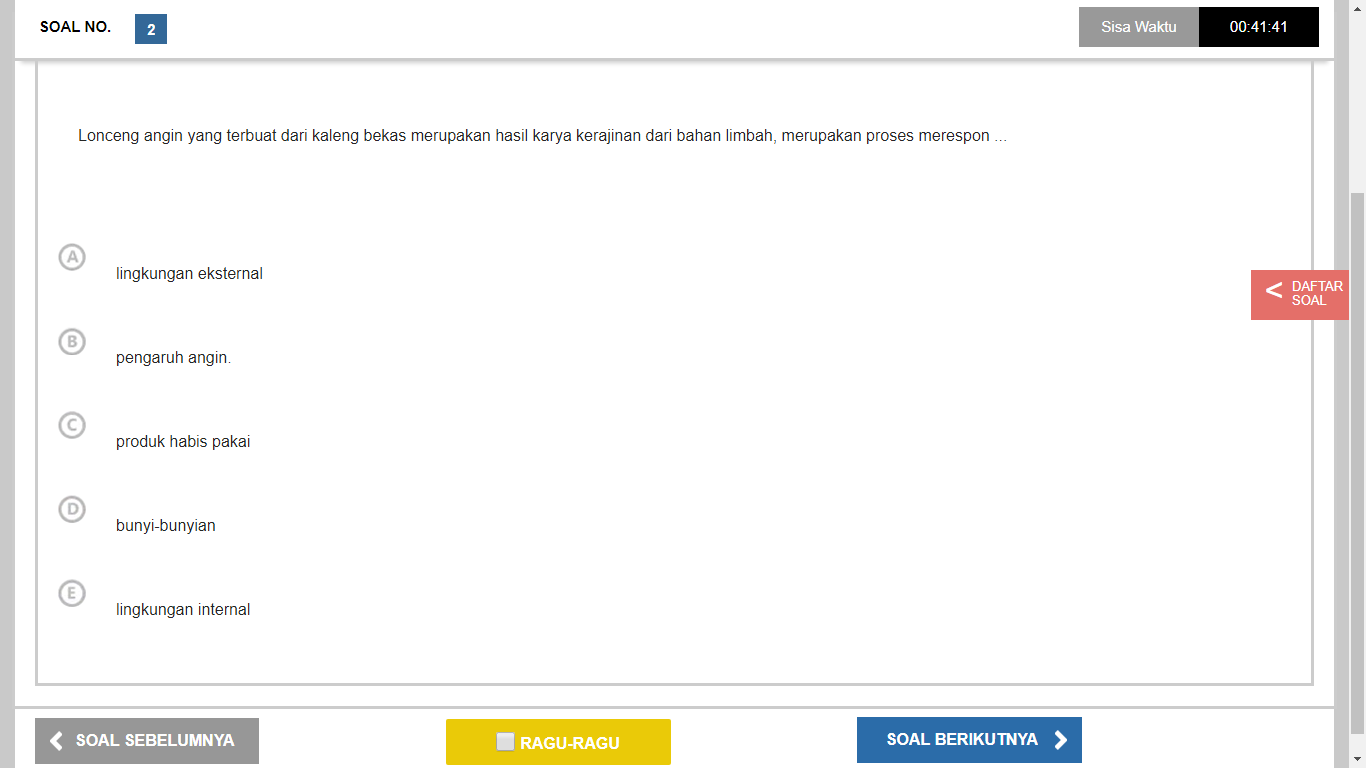 SOAL NO. 2
Sisa Waktu 00:41:41
Lonceng angin yang terbuat dari kaleng bekas merupakan hasil karya kerajinan dari bahan limbah, merupakan proses merespon ...
A lingkungan eksternal
< DAFTAR
SOAL
B pengaruh angin.
C produk habis pakai
D bunyi-bunyian
E lingkungan internal
SOAL SEBELUMNYA
RAGU-RAGU
SOAL BERIKUTNYA